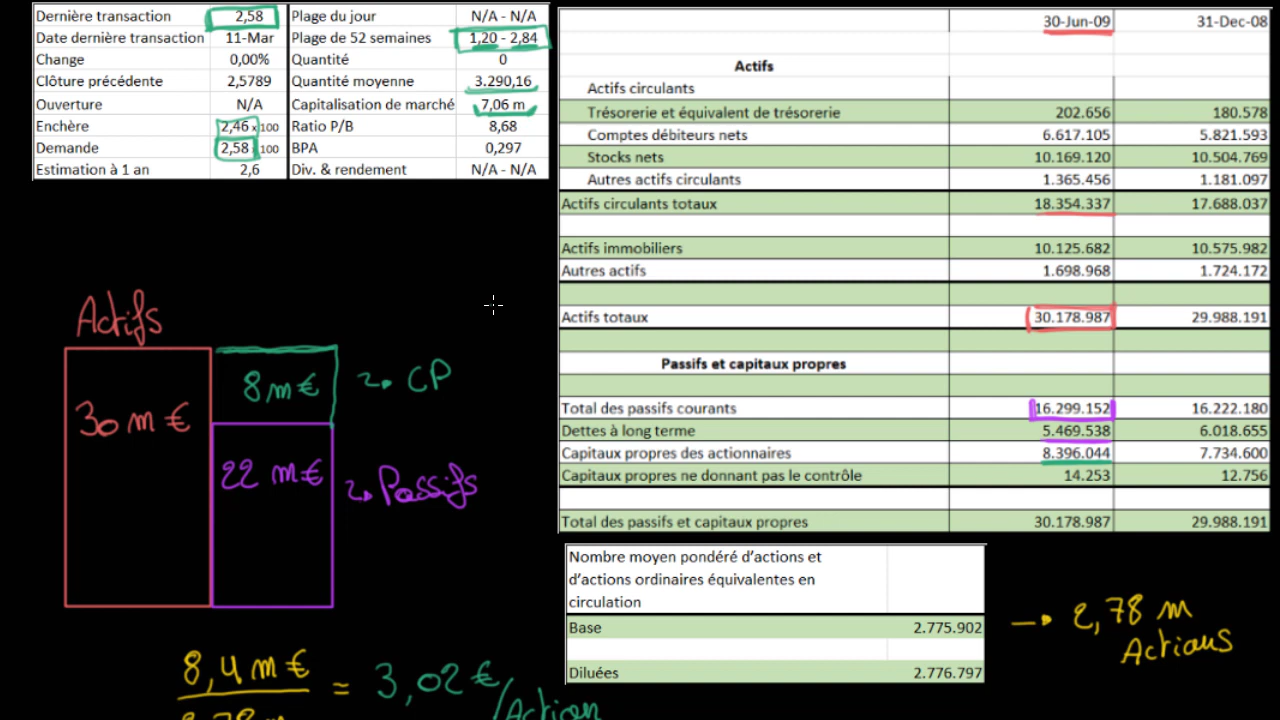 Dernière transaction 2,58 Plage du jour N/A - N/A
Date dernière transaction 11-Mar Plage de 52 semaines 1,20 - 2,84
Change 0,00% Quantité 0
Clôture précédente 2,5789 Quantité moyenne 3.290,16
Ouverture N/A Capitalisation de marché 7,06 m
Enchère 2,46 x100 Ratio P/B 8,68
Demande 2,58 x100 BPA 0,297
Estimation à 1 an 2,6 Div. & rendement N/A - N/A
30-Jun-09 31-Dec-08
Actifs
Actifs circulants
Trésorerie et équivalent de trésorerie 202.656 180.578
Comptes débiteurs nets 6.617.105 5.821.593
Stocks nets 10.169.120 10.504.769
Autres actifs circulants 1.365.456 1.181.097
Actifs circulants totaux 18.354.337 17.688.037
Actifs immobiliers 10.125.682 10.575.982
Autres actifs 1.698.968 1.724.172
Actifs totaux 30.178.987 29.988.191
Passifs et capitaux propres
Total des passifs courants 16.299.152 16.222.180
Dettes à long terme 5.469.538 6.018.655
Capitaux propres des actionnaires 8.396.044 7.734.600
Capitaux propres ne donnant pas le contrôle 14.253 12.756
Total des passifs et capitaux propres 30.178.987 29.988.191
Actifs
30 m €
8 m €
CP
22 m €
Passifs
Nombre moyen pondéré d'actions et
d'actions ordinaires équivalentes en
circulation
Base 2.775.902
Diluées 2.776.797
2,78 m
Actions
8,4 m € = 3,02 €/Action